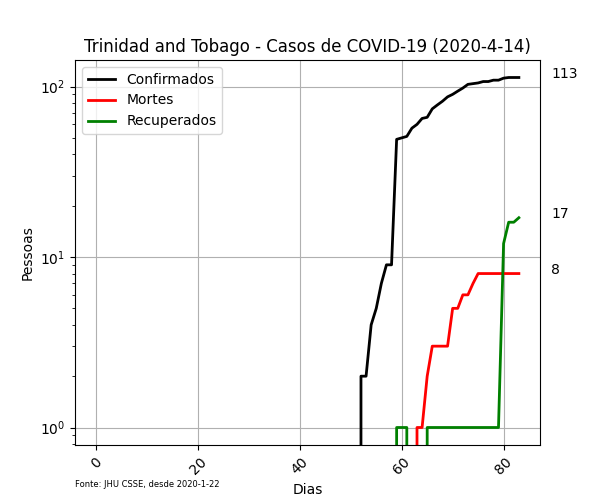 Trinidad and Tobago - Casos de COVID-19 (2020-4-14)
Confirmados
Mortes
Recuperados
113
17
8
10²
10¹
10⁰
Pessoas
0 20 40 60 80
Dias
Fonte: JHU CSSE, desde 2020-1-22